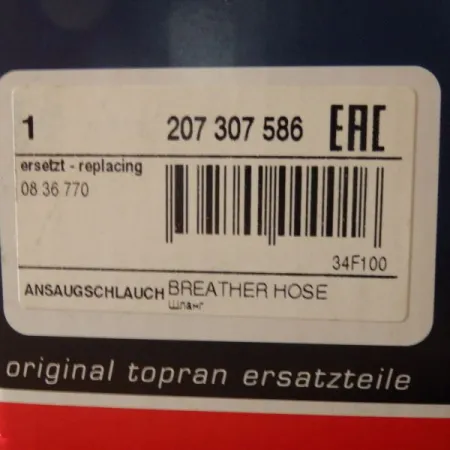 1 207 307 586 EAC
ersetzt - replacing
08 36 770
34F100
ANSAUGSCHLAUCH BREATHER HOSE
Шланг
original topran ersatzteile